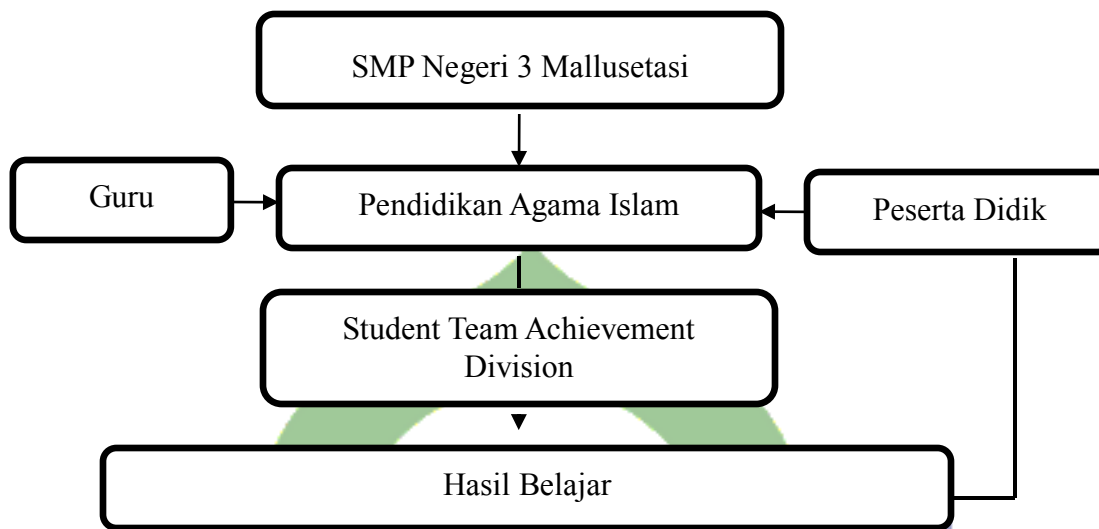 SMP Negeri 3 Mallusetasi
Guru
Pendidikan Agama Islam
Peserta Didik
Student Team Achievement
Division
Hasil Belajar